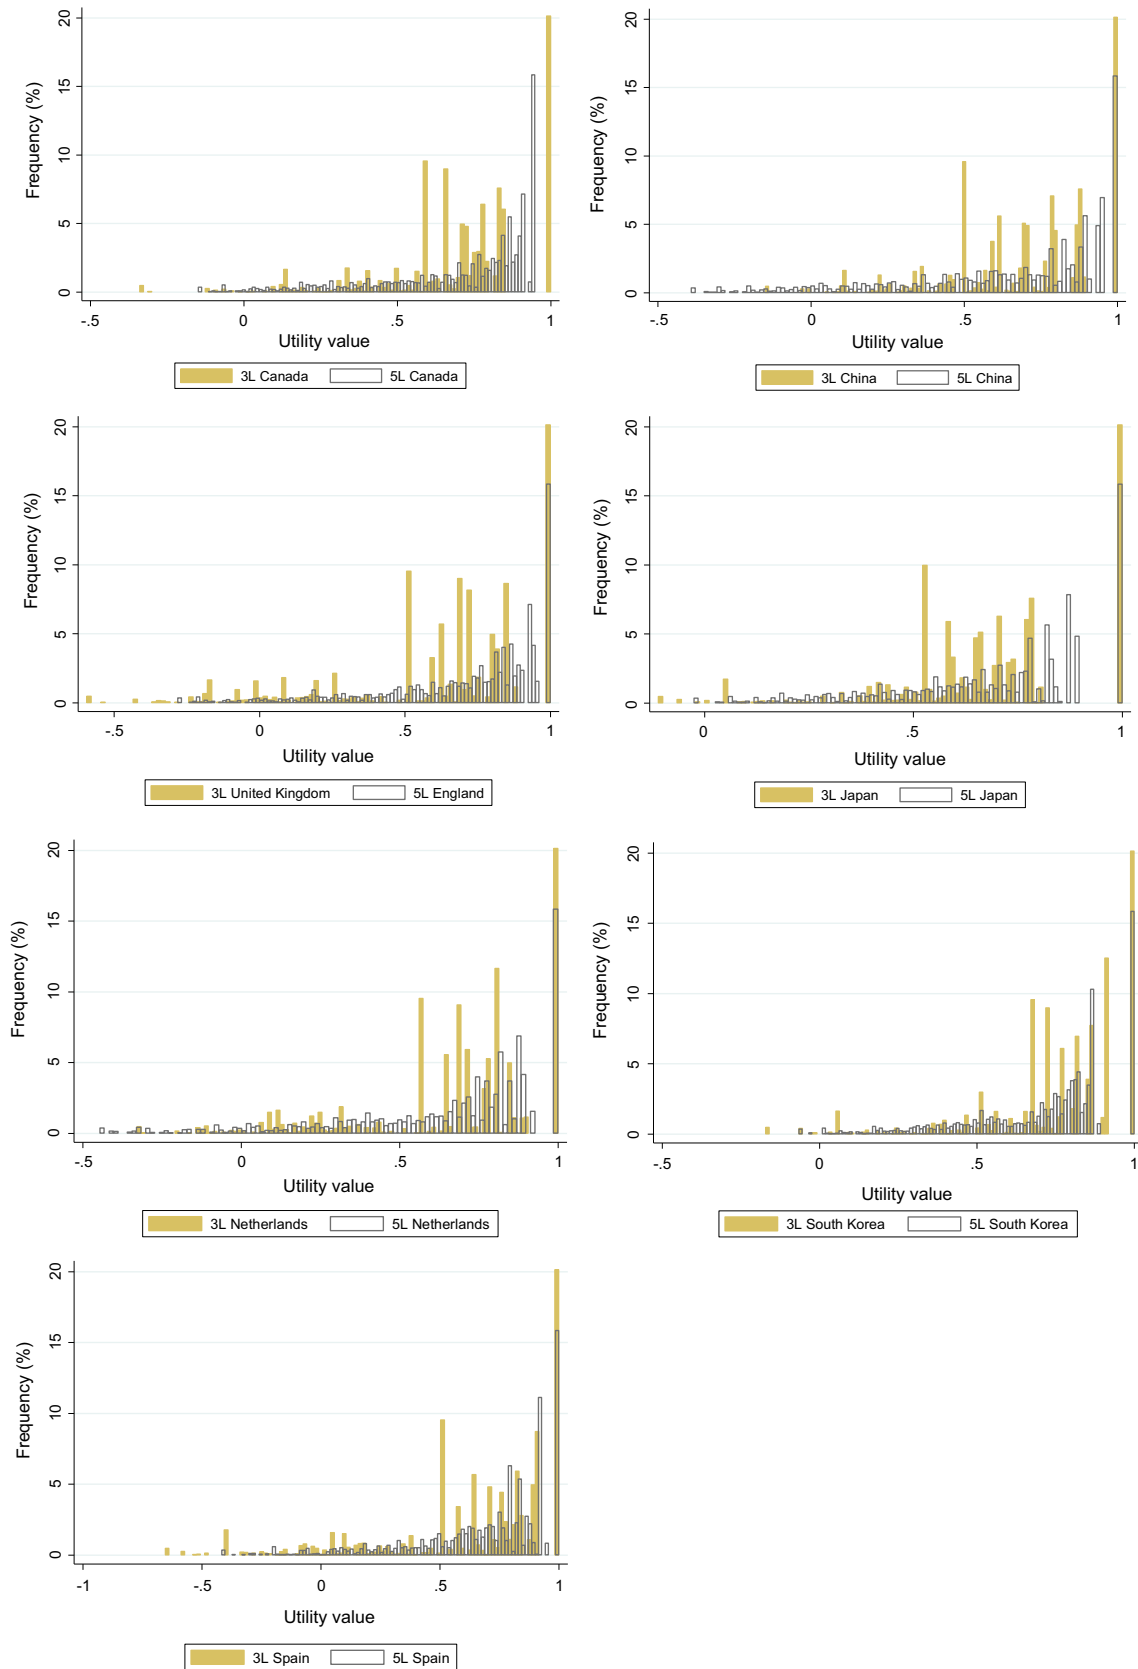 20
15
10
5
0
Frequency (%)
-.5 0 .5 1
Utility value
3L Canada 5L Canada
20
15
10
5
0
Frequency (%)
-.5 0 .5 1
Utility value
3L China 5L China
20
15
10
5
0
Frequency (%)
-.5 0 .5 1
Utility value
3L United Kingdom 5L England
20
15
10
5
0
Frequency (%)
0 .5 1
Utility value
3L Japan 5L Japan
20
15
10
5
0
Frequency (%)
-.5 0 .5 1
Utility value
3L Netherlands 5L Netherlands
20
15
10
5
0
Frequency (%)
-.5 0 .5 1
Utility value
3L South Korea 5L South Korea
20
15
10
5
0
Frequency (%)
-1 -.5 0 .5 1
Utility value
3L Spain 5L Spain